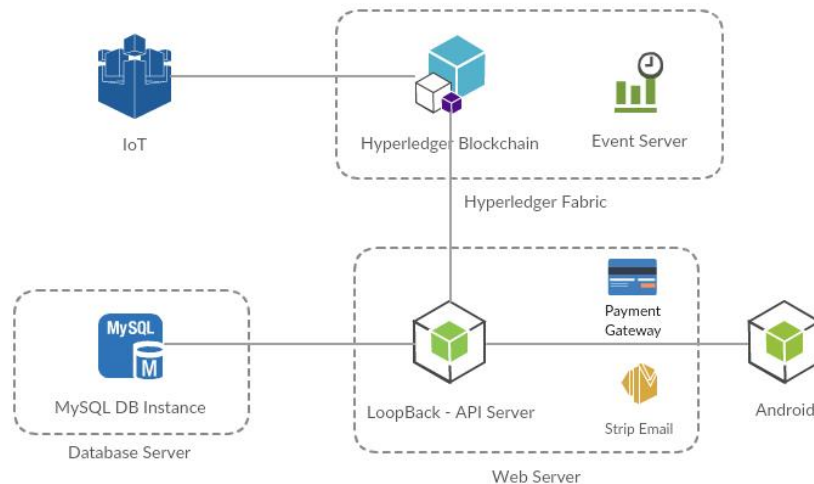 IoT
Hyperledger Blockchain
Event Server
Hyperledger Fabric
Payment
Gateway
MySQL
M
MySQL DB Instance
LoopBack - API Server
Strip Email
Android
Database Server
Web Server